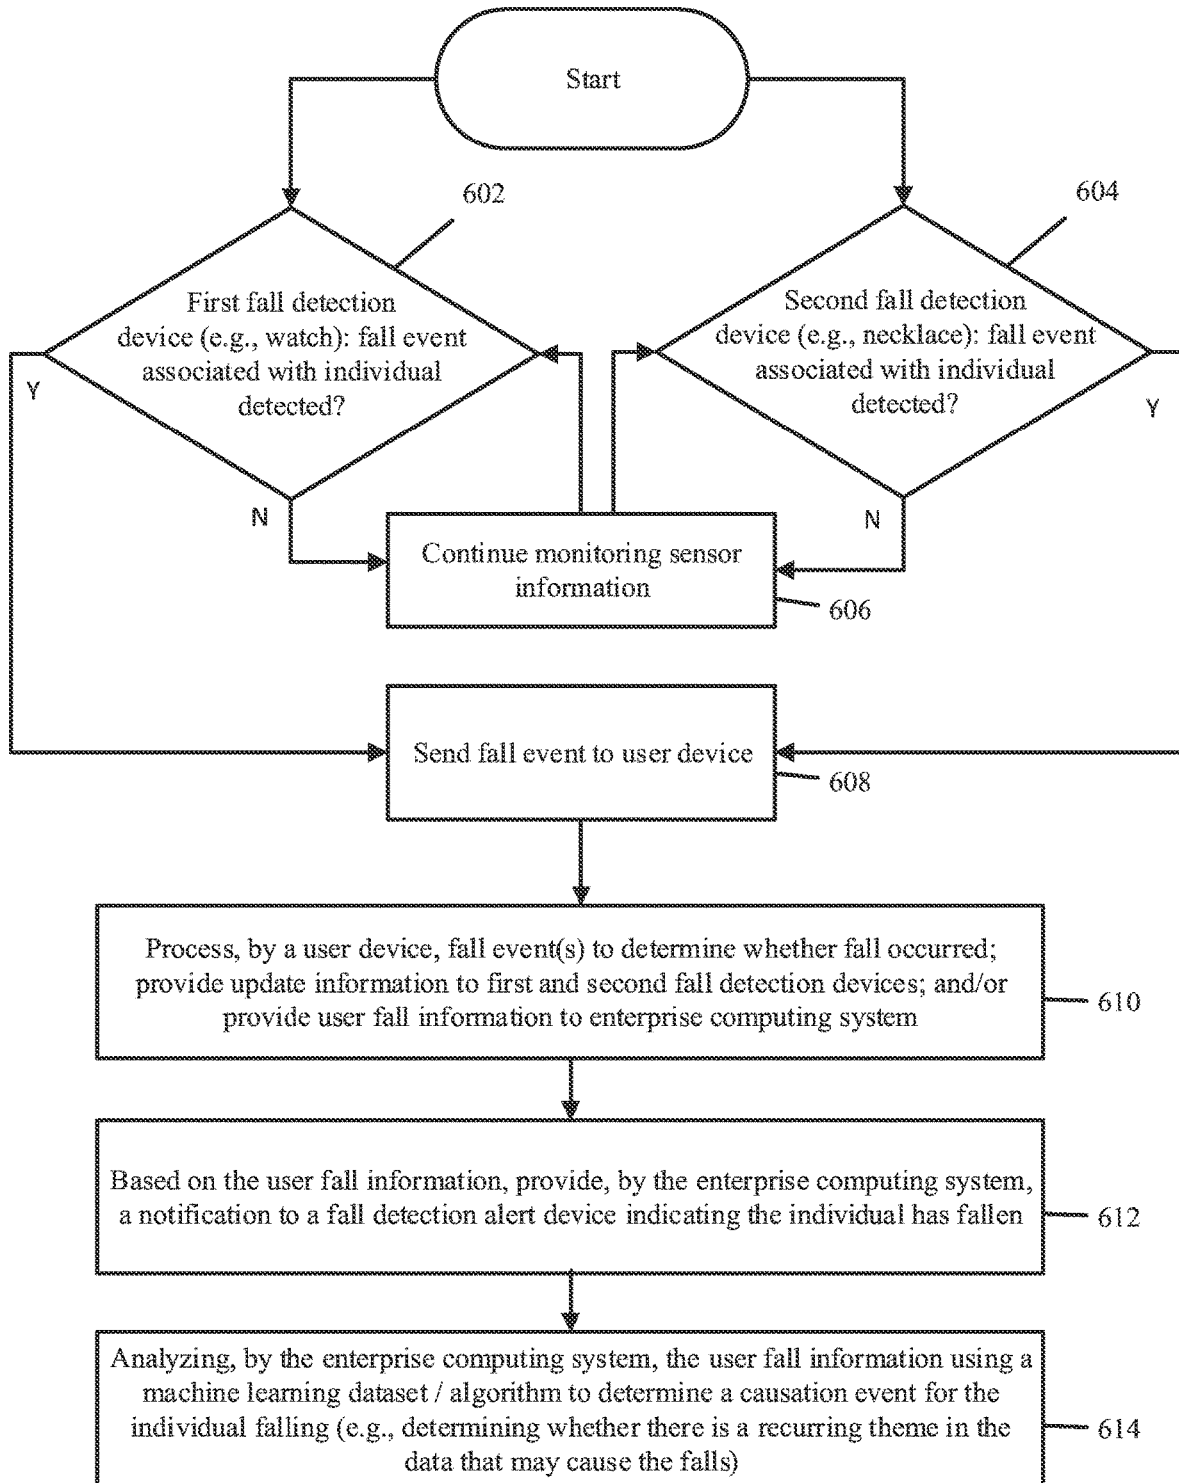 Start
602
604
First fall detection
device (e.g., watch): fall event
associated with individual
detected?
Second fall detection
device (e.g., necklace): fall event
associated with individual
detected?
Y
Y
N
N
Continue monitoring sensor
information
606
Send fall event to user device
608
Process, by a user device, fall event(s) to determine whether fall occurred;
provide update information to first and second fall detection devices; and/or
provide user fall information to enterprise computing system
610
Based on the user fall information, provide, by the enterprise computing system,
a notification to a fall detection alert device indicating the individual has fallen
612
Analyzing, by the enterprise computing system, the user fall information using a
machine learning dataset / algorithm to determine a causation event for the
individual falling (e.g., determining whether there is a recurring theme in the
data that may cause the falls)
614